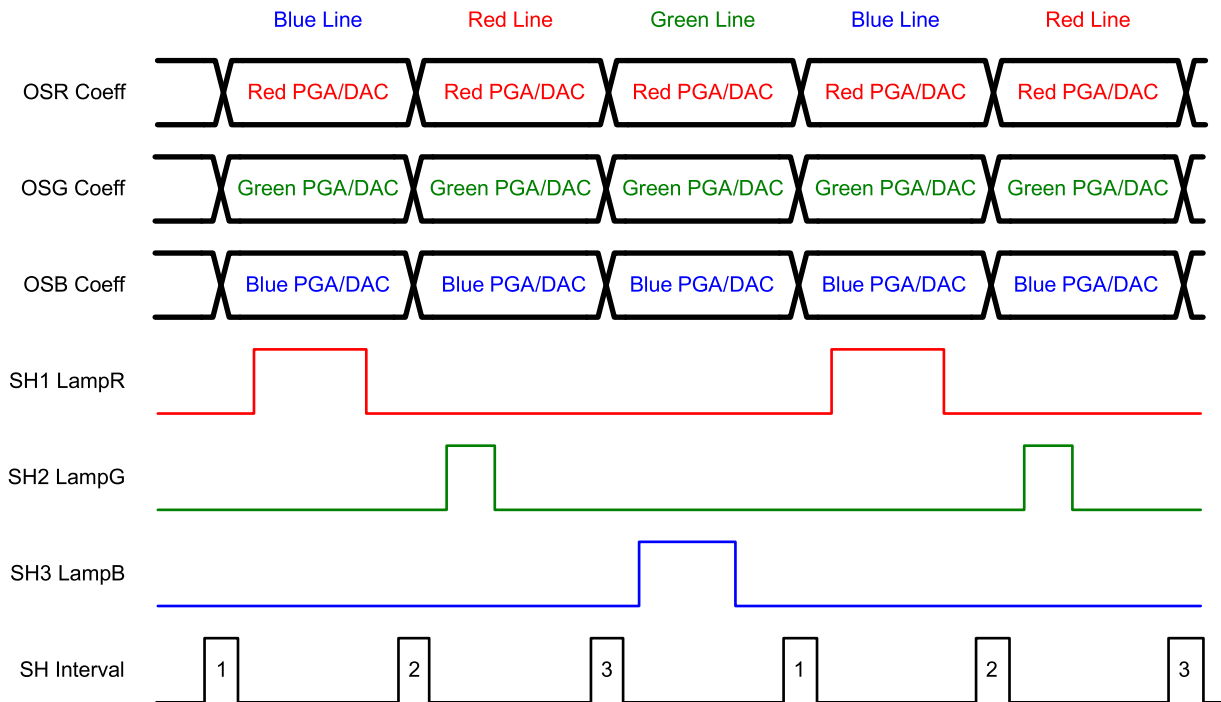 Blue Line Red Line Green Line Blue Line Red Line
OSR Coeff Red PGA/DAC Red PGA/DAC Red PGA/DAC Red PGA/DAC Red PGA/DAC
OSG Coeff Green PGA/DAC Green PGA/DAC Green PGA/DAC Green PGA/DAC Green PGA/DAC
OSB Coeff Blue PGA/DAC Blue PGA/DAC Blue PGA/DAC Blue PGA/DAC Blue PGA/DAC
SH1 LampR
SH2 LampG
SH3 LampB
SH Interval 1 2 3 1 2 3